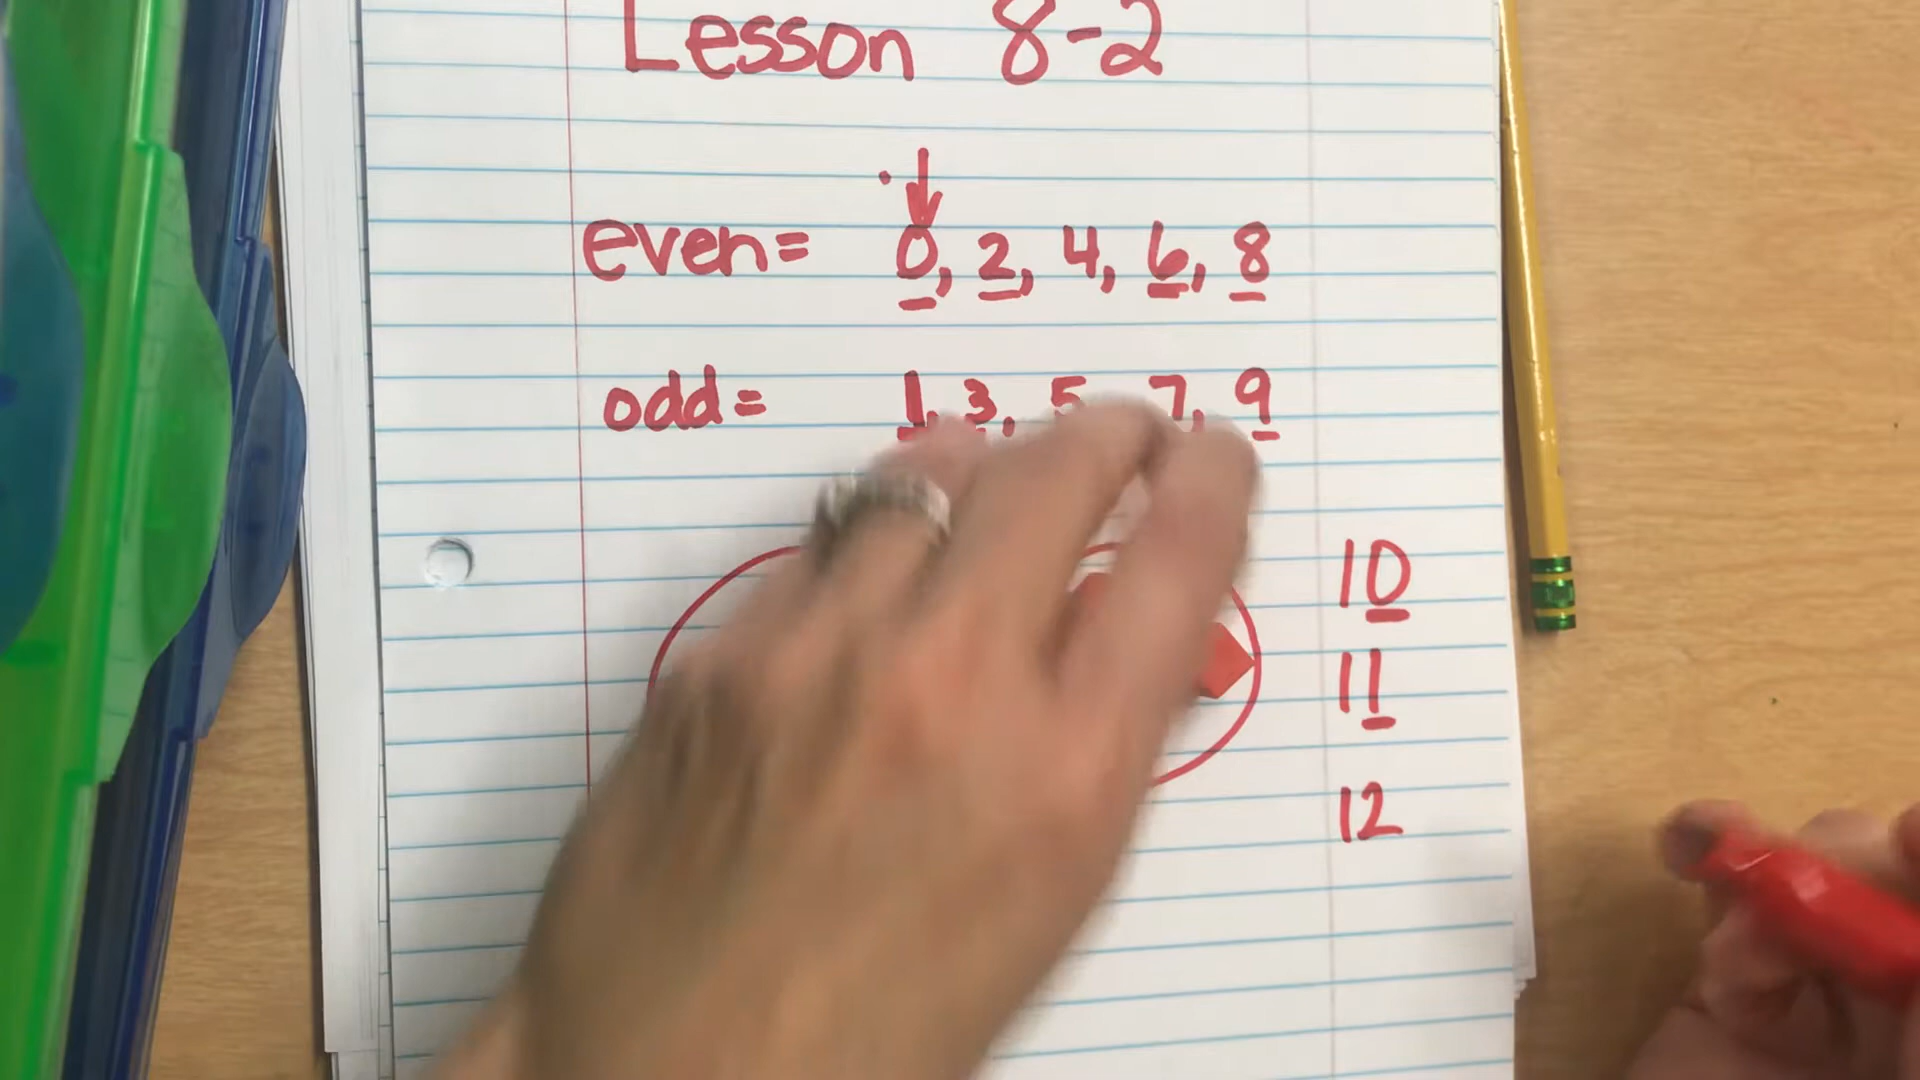 Lesson 8-2
even= 0, 2, 4, 6, 8
odd= 1, 3, 5 7, 9
10
11
12